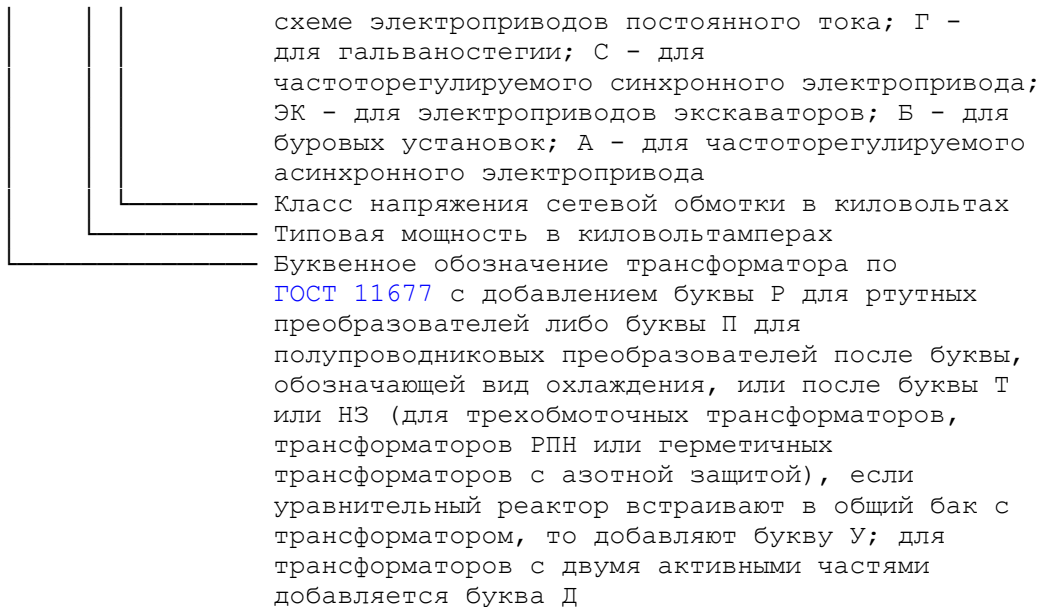 схеме электроприводов постоянного тока; Г -
для гальваностегии; С - для
частоторегулируемого синхронного электропривода;
ЭК - для электроприводов экскаваторов; Б - для
буровых установок; А - для частоторегулируемого
асинхронного электропривода
Класс напряжения сетевой обмотки в киловольтах
Типовая мощность в киловольтамперах
Буквенное обозначение трансформатора по
ГОСТ 11677 с добавлением буквы Р для ртутных
преобразователей либо буквы П для
полупроводниковых преобразователей после буквы,
обозначающей вид охлаждения, или после буквы Т
или НЗ (для трехобмоточных трансформаторов,
трансформаторов РПН или герметичных
трансформаторов с азотной защитой), если
уравнительный реактор встраивают в общий бак с
трансформатором, то добавляют букву У; для
трансформаторов с двумя активными частями
добавляется буква Д